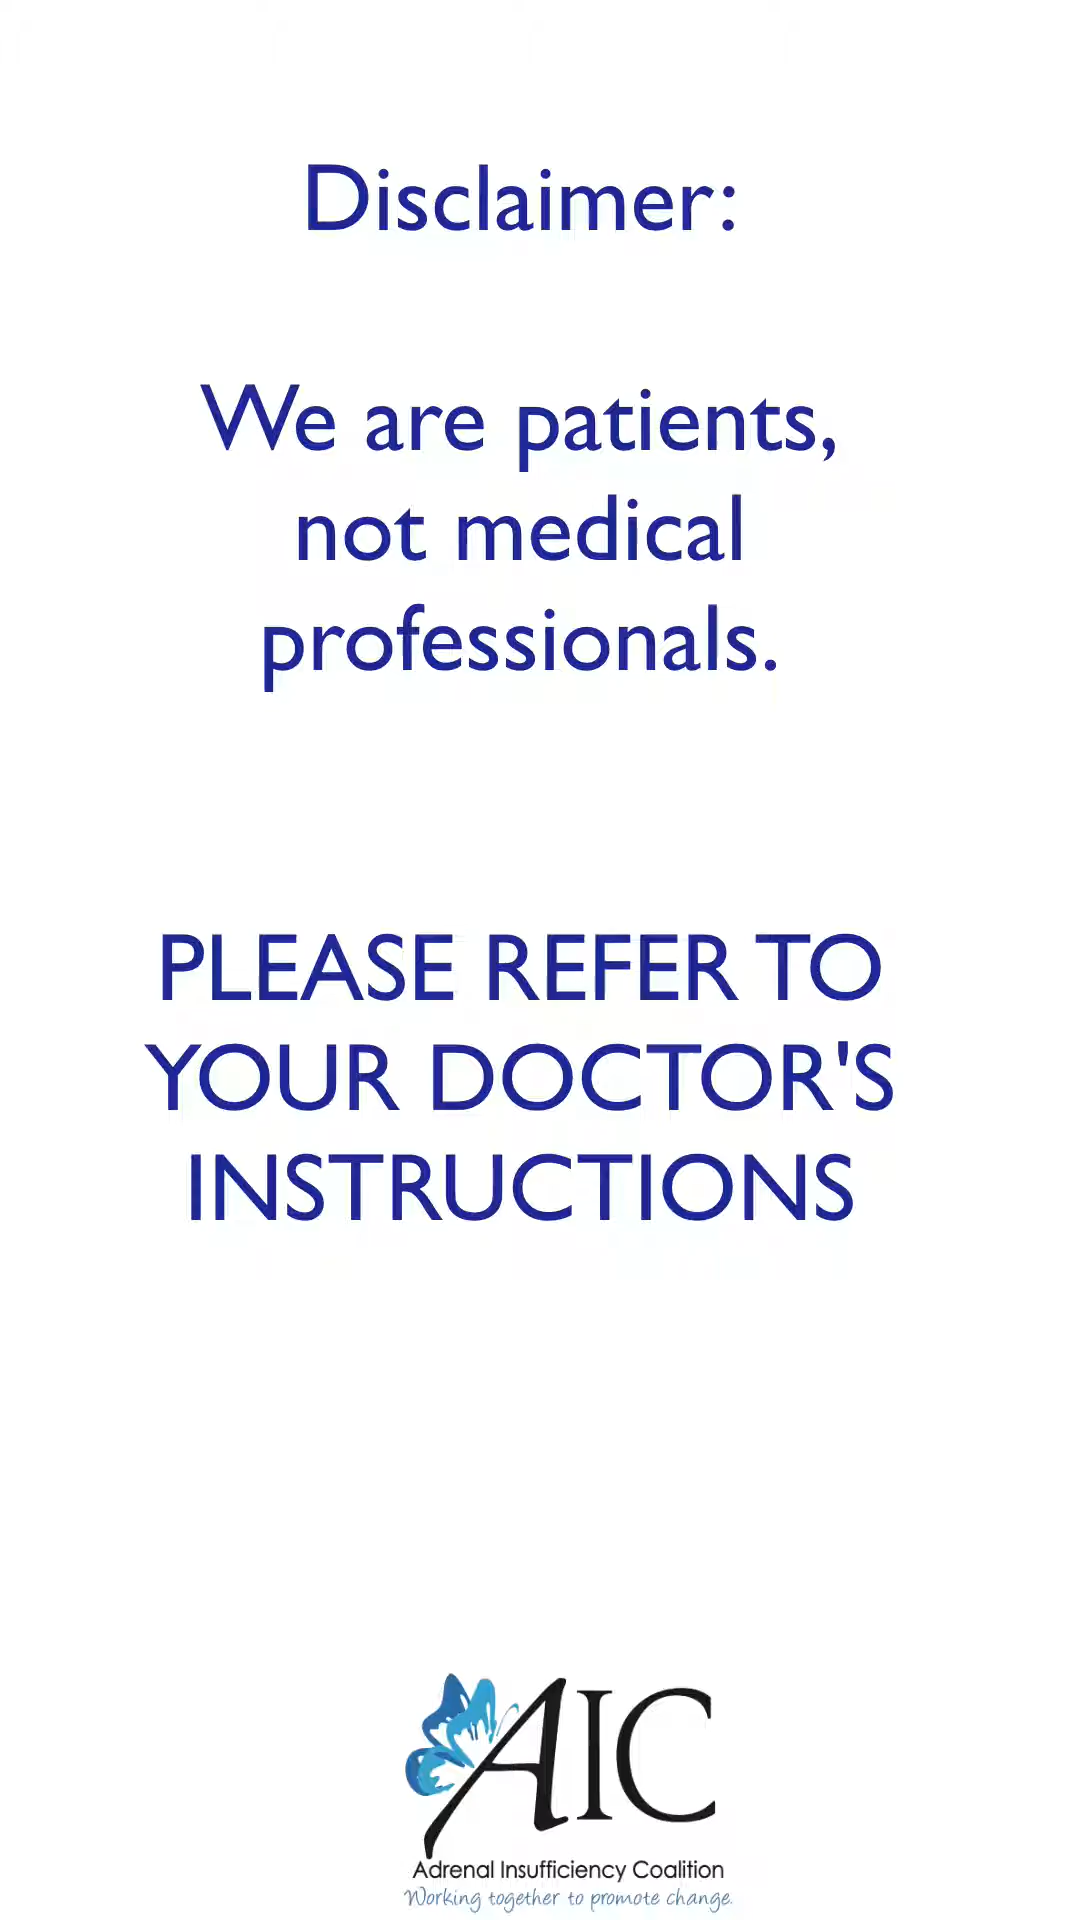 Disclaimer:
We are patients,
not medical
professionals.
PLEASE REFER TO
YOUR DOCTOR'S
INSTRUCTIONS
AIC
Adrenal Insufficiency Coalition
Working together to promote change.